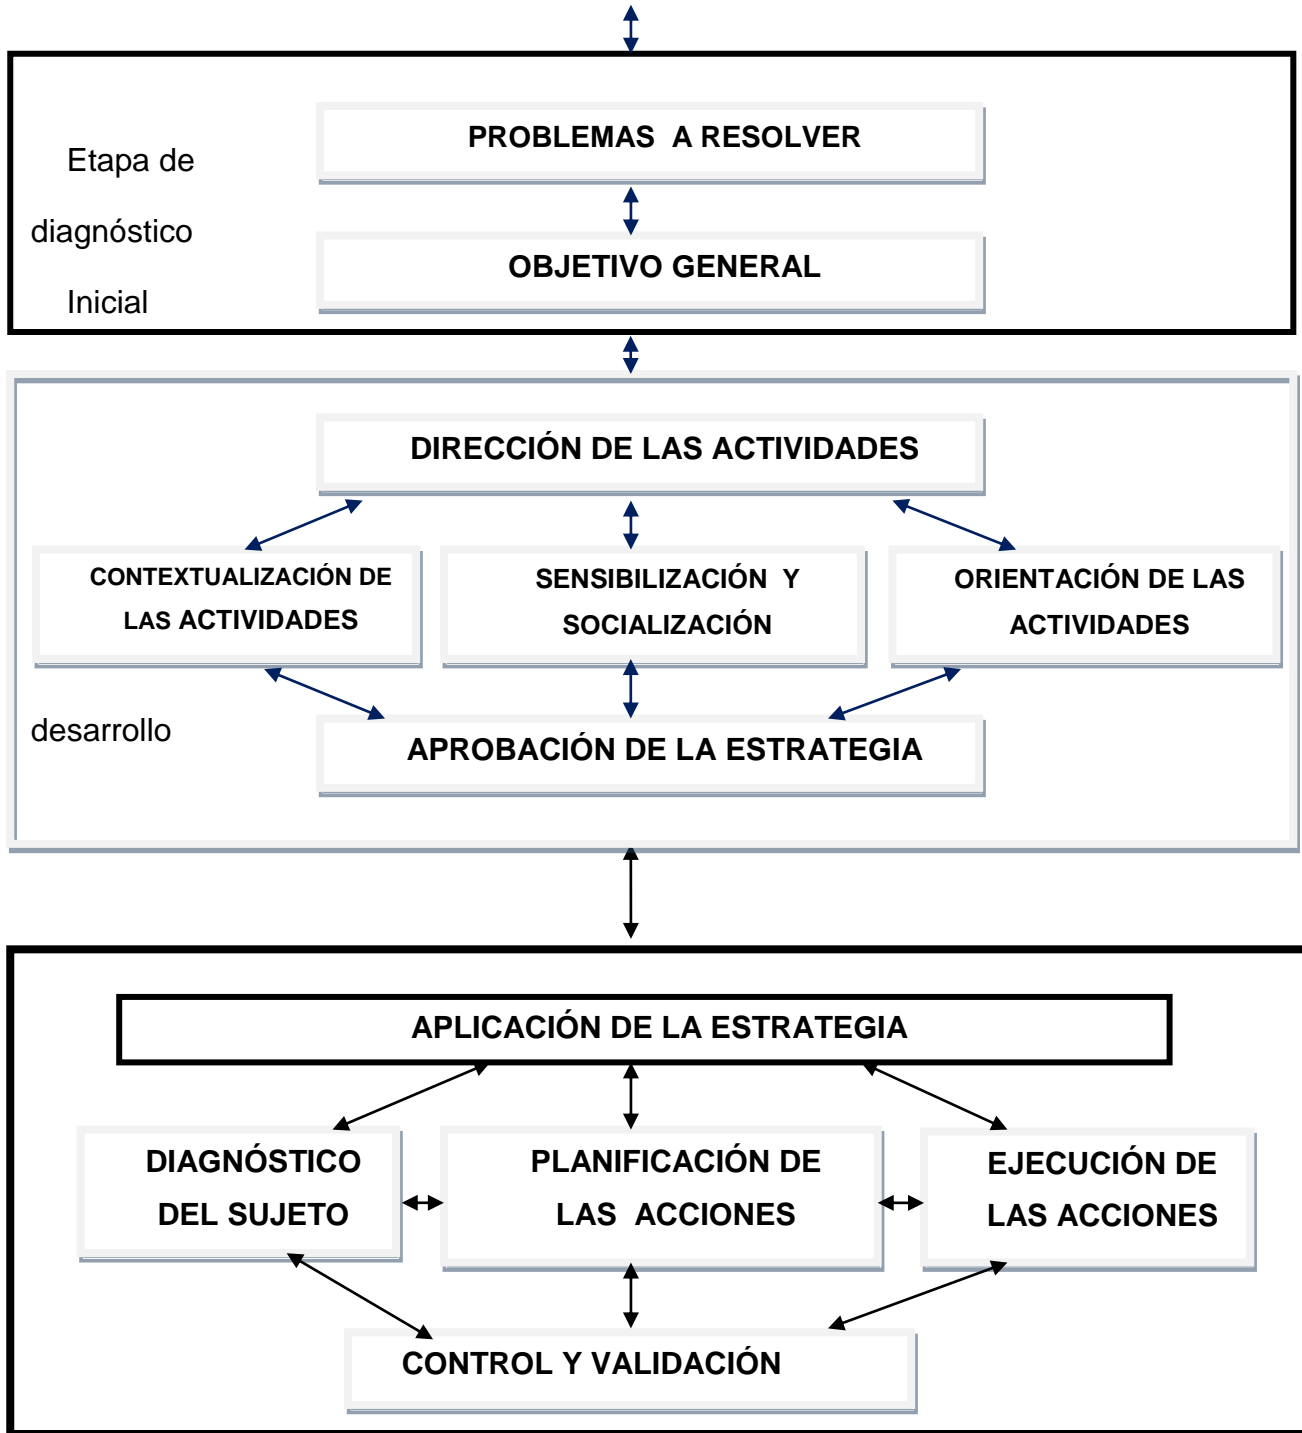 PROBLEMAS A RESOLVER
Etapa de
diagnóstico
OBJETIVO GENERAL
Inicial
DIRECCIÓN DE LAS ACTIVIDADES
CONTEXTUALIZACIÓN DE
LAS ACTIVIDADES
SENSIBILIZACIÓN Y
SOCIALIZACIÓN
ORIENTACIÓN DE LAS
ACTIVIDADES
desarrollo
APROBACIÓN DE LA ESTRATEGIA
APLICACIÓN DE LA ESTRATEGIA
DIAGNÓSTICO
DEL SUJETO
PLANIFICACIÓN DE
LAS ACCIONES
EJECUCIÓN DE
LAS ACCIONES
CONTROL Y VALIDACIÓN